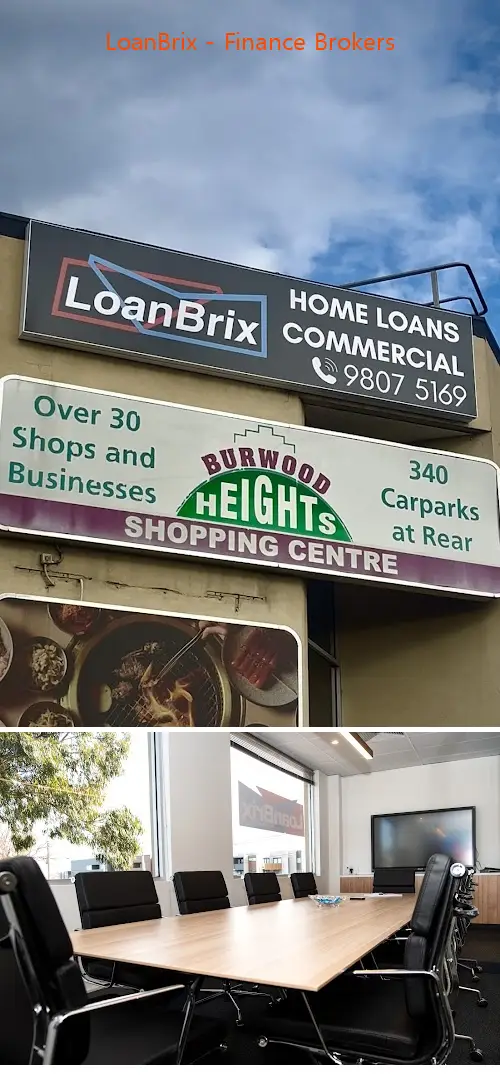 LoanBrix - Finance Brokers
LoanBrix
HOME LOANS
COMMERCIAL
9807 5169
Over 30
Shops and
Businesses
BURWOOD
HEIGHTS
SHOPPING CENTRE
340
Carparks
at Rear
LoanBrix